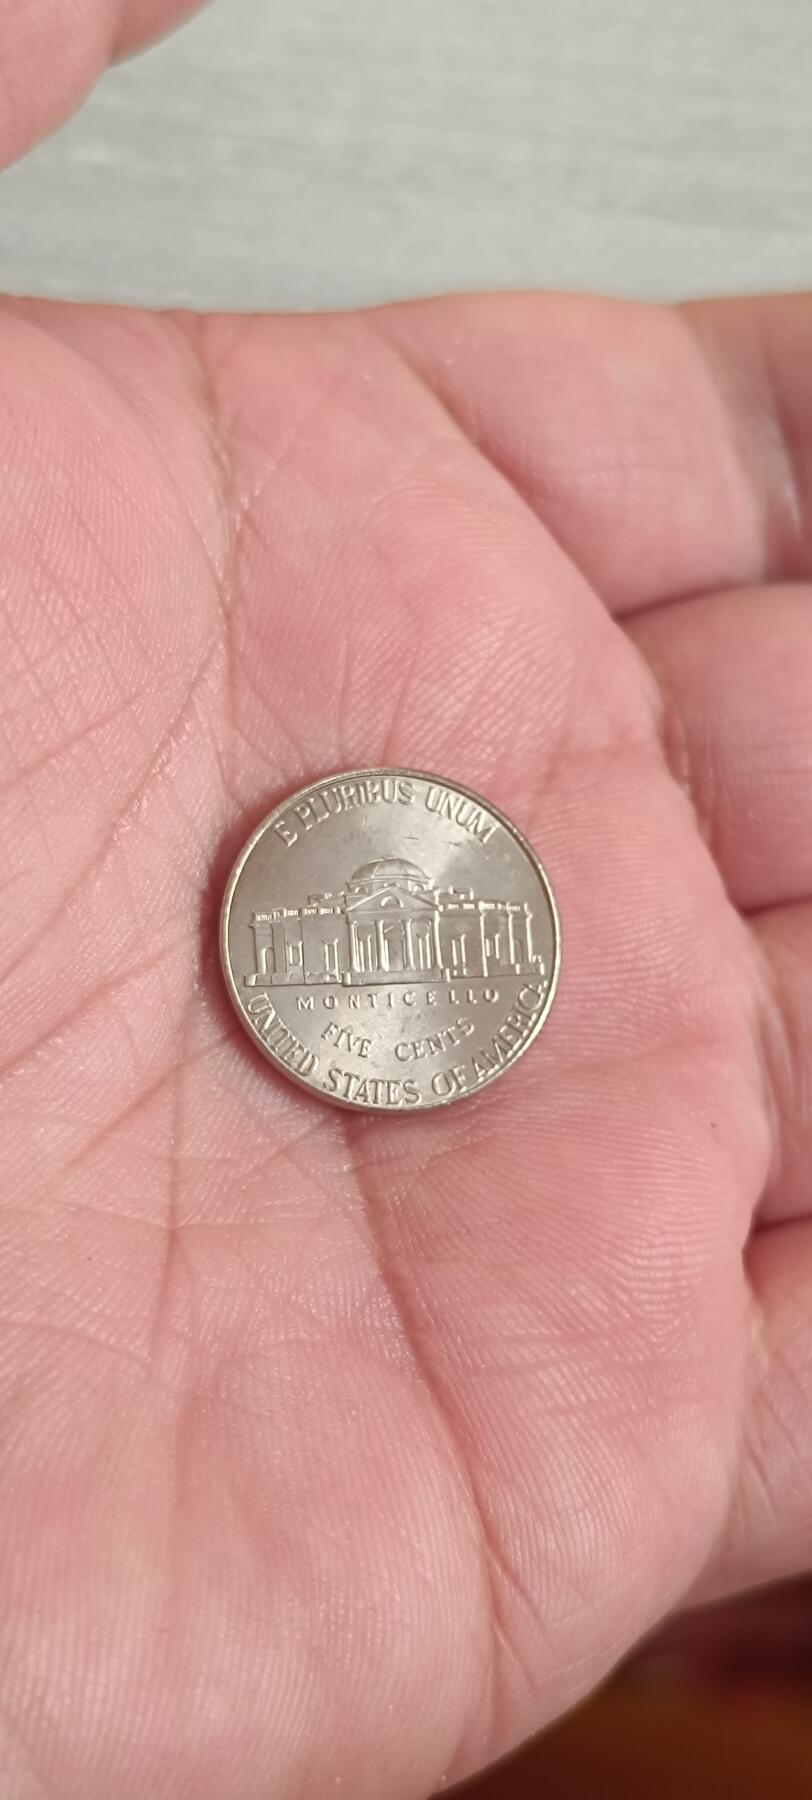 E PLURIBUS UNUM
MONTICELLO
FIVE CENTS
UNITED STATES OF AMERICA